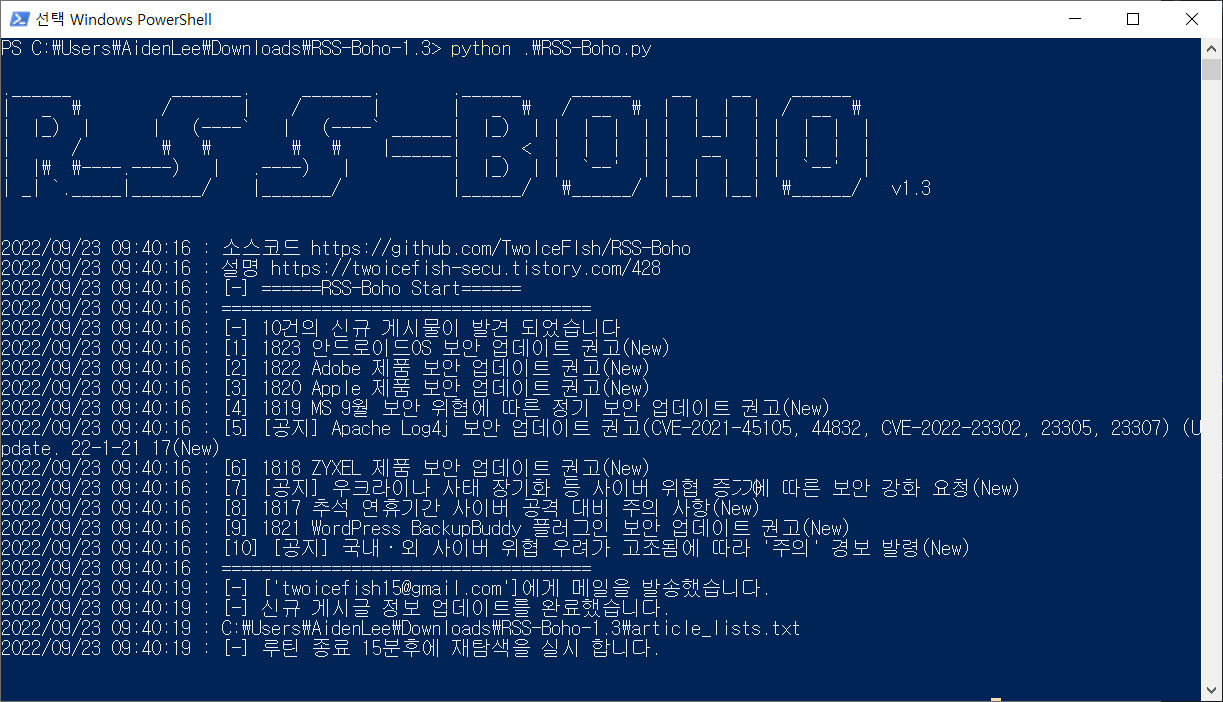 선택 Windows PowerShell
PS C:₩Users₩AidenLee₩Downloads₩RSS-Boho-1.3> python .₩RSS-Boho.py
RSS-BOHO v1.3
2022/09/23 09:40:16 : 소스코드 https://github.com/TwoIceFIsh/RSS-Boho
2022/09/23 09:40:16 : 설명 https://twoicefish-secu.tistory.com/428
2022/09/23 09:40:16 : [-] ======RSS-Boho Start======
2022/09/23 09:40:16 : =====================================
2022/09/23 09:40:16 : [-] 10건의 신규 게시물이 발견 되었습니다
2022/09/23 09:40:16 : [1] 1823 안드로이드OS 보안 업데이트 권고(New)
2022/09/23 09:40:16 : [2] 1822 Adobe 제품 보안 업데이트 권고(New)
2022/09/23 09:40:16 : [3] 1820 Apple 제품 보안 업데이트 권고(New)
2022/09/23 09:40:16 : [4] 1819 MS 9월 보안 위협에 따른 정기 보안 업데이트 권고(New)
2022/09/23 09:40:16 : [5] [공지] Apache Log4j 보안 업데이트 권고(CVE-2021-45105, 44832, CVE-2022-23302, 23305, 23307) (U
pdate. 22-1-21 17(New)
2022/09/23 09:40:16 : [6] 1818 ZYXEL 제품 보안 업데이트 권고(New)
2022/09/23 09:40:16 : [7] [공지] 우크라이나 사태 장기화 등 사이버 위협 증가에 따른 보안 강화 요청(New)
2022/09/23 09:40:16 : [8] 1817 추석 연휴기간 사이버 공격 대비 주의 사항(New)
2022/09/23 09:40:16 : [9] 1821 WordPress BackupBuddy 플러그인 보안 업데이트 권고(New)
2022/09/23 09:40:16 : [10] [공지] 국내·외 사이버 위협 우려가 고조됨에 따라 '주의' 경보 발령(New)
2022/09/23 09:40:16 : =====================================
2022/09/23 09:40:19 : [-] ['twoicefish15@gmail.com']에게 메일을 발송했습니다.
2022/09/23 09:40:19 : [-] 신규 게시글 정보 업데이트를 완료했습니다.
2022/09/23 09:40:19 : C:₩Users₩AidenLee₩Downloads₩RSS-Boho-1.3₩article_lists.txt
2022/09/23 09:40:19 : [-] 루틴 종료 15분후에 재탐색을 실시 합니다.